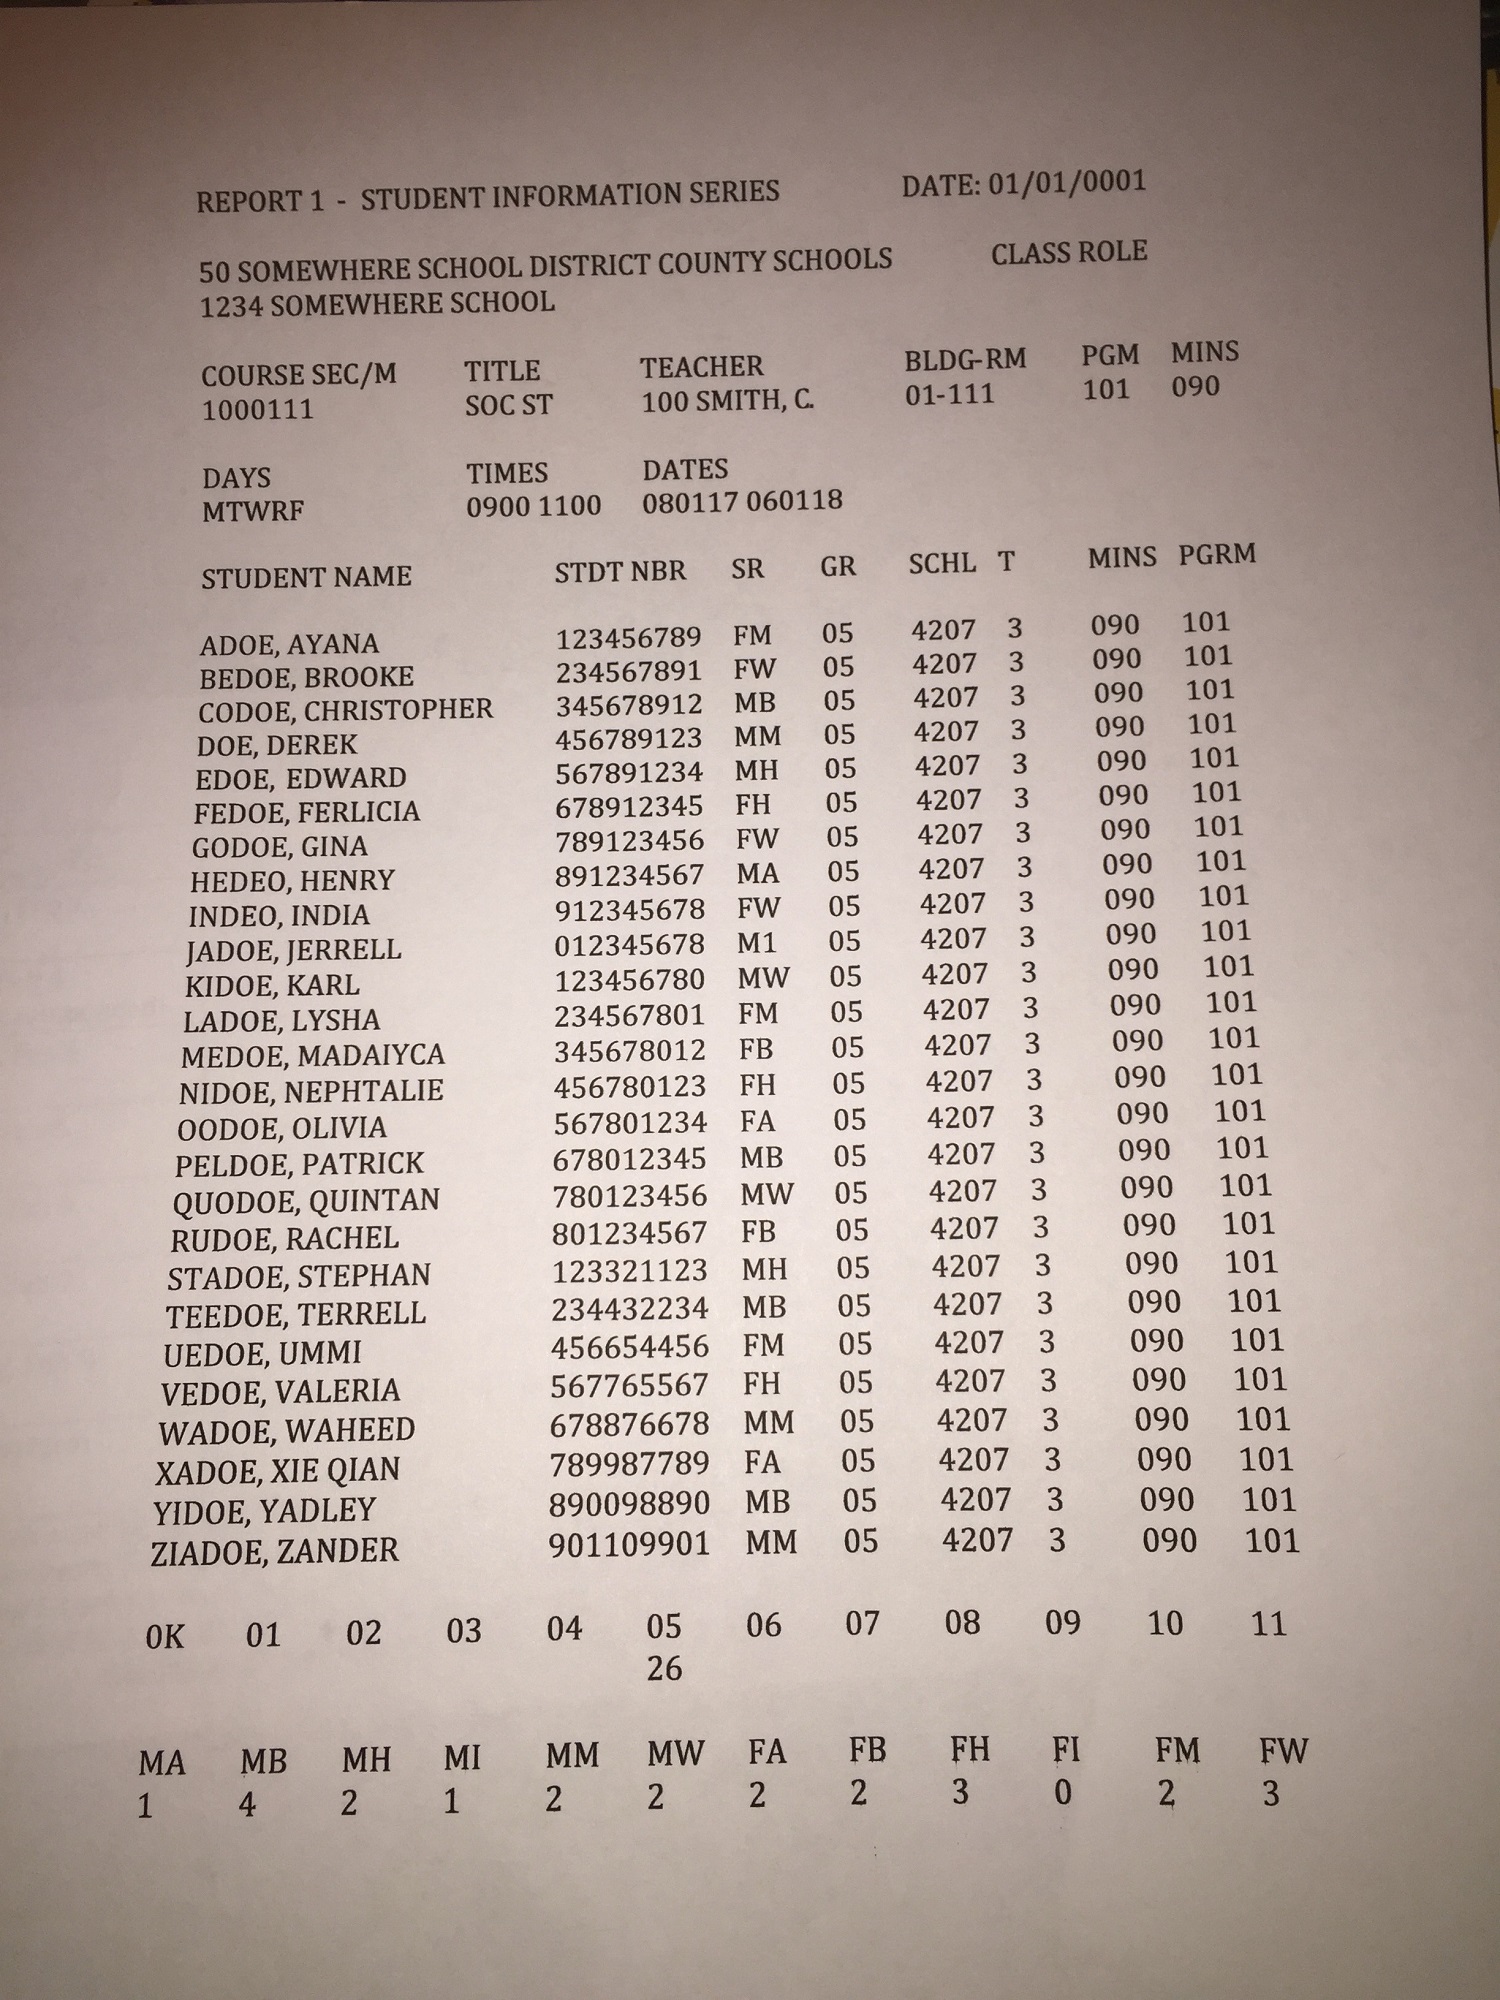 REPORT 1 - STUDENT INFORMATION SERIES DATE: 01/01/0001
50 SOMEWHERE SCHOOL DISTRICT COUNTY SCHOOLS CLASS ROLE
1234 SOMEWHERE SCHOOL
COURSE SEC/M TITLE TEACHER BLDG-RM PGM MINS
1000111 SOC ST 100 SMITH, C. 01-111 101 090
DAYS TIMES DATES
MTWRF 0900 1100 080117 060118
STUDENT NAME STDT NBR SR GR SCHL T MINS PGRM
ADOE, AYANA 123456789 FM 05 4207 3 090 101
BEDOE, BROOKE 234567891 FW 05 4207 3 090 101
CODOE, CHRISTOPHER 345678912 MB 05 4207 3 090 101
DOE, DEREK 456789123 MM 05 4207 3 090 101
EDOE, EDWARD 567891234 MH 05 4207 3 090 101
FEDOE, FERLICIA 678912345 FH 05 4207 3 090 101
GODOE, GINA 789123456 FW 05 4207 3 090 101
HEDEO, HENRY 891234567 MA 05 4207 3 090 101
INDEO, INDIA 912345678 FW 05 4207 3 090 101
JADOE, JERRELL 012345678 M1 05 4207 3 090 101
KIDOE, KARL 123456780 MW 05 4207 3 090 101
LADOE, LYSHA 234567801 FM 05 4207 3 090 101
MEDOE, MADAIYCA 345678012 FB 05 4207 3 090 101
NIDOE, NEPHTALIE 456780123 FH 05 4207 3 090 101
OODOE, OLIVIA 567801234 FA 05 4207 3 090 101
PELDOE, PATRICK 678012345 MB 05 4207 3 090 101
QUODOE, QUINTAN 780123456 MW 05 4207 3 090 101
RUDOE, RACHEL 801234567 FB 05 4207 3 090 101
STADOE, STEPHAN 123321123 MH 05 4207 3 090 101
TEEDOE, TERRELL 234432234 MB 05 4207 3 090 101
UEDOE, UMMI 456654456 FM 05 4207 3 090 101
VEDOE, VALERIA 567765567 FH 05 4207 3 090 101
WADOE, WAHEED 678876678 MM 05 4207 3 090 101
XADOE, XIE QIAN 789987789 FA 05 4207 3 090 101
YIDOE, YADLEY 890098890 MB 05 4207 3 090 101
ZIADOE, ZANDER 901109901 MM 05 4207 3 090 101
0K 01 02 03 04 05 06 07 08 09 10 11
26
MA MB MH MI MM MW FA FB FH FI FM FW
1 4 2 1 2 2 2 2 3 0 2 3